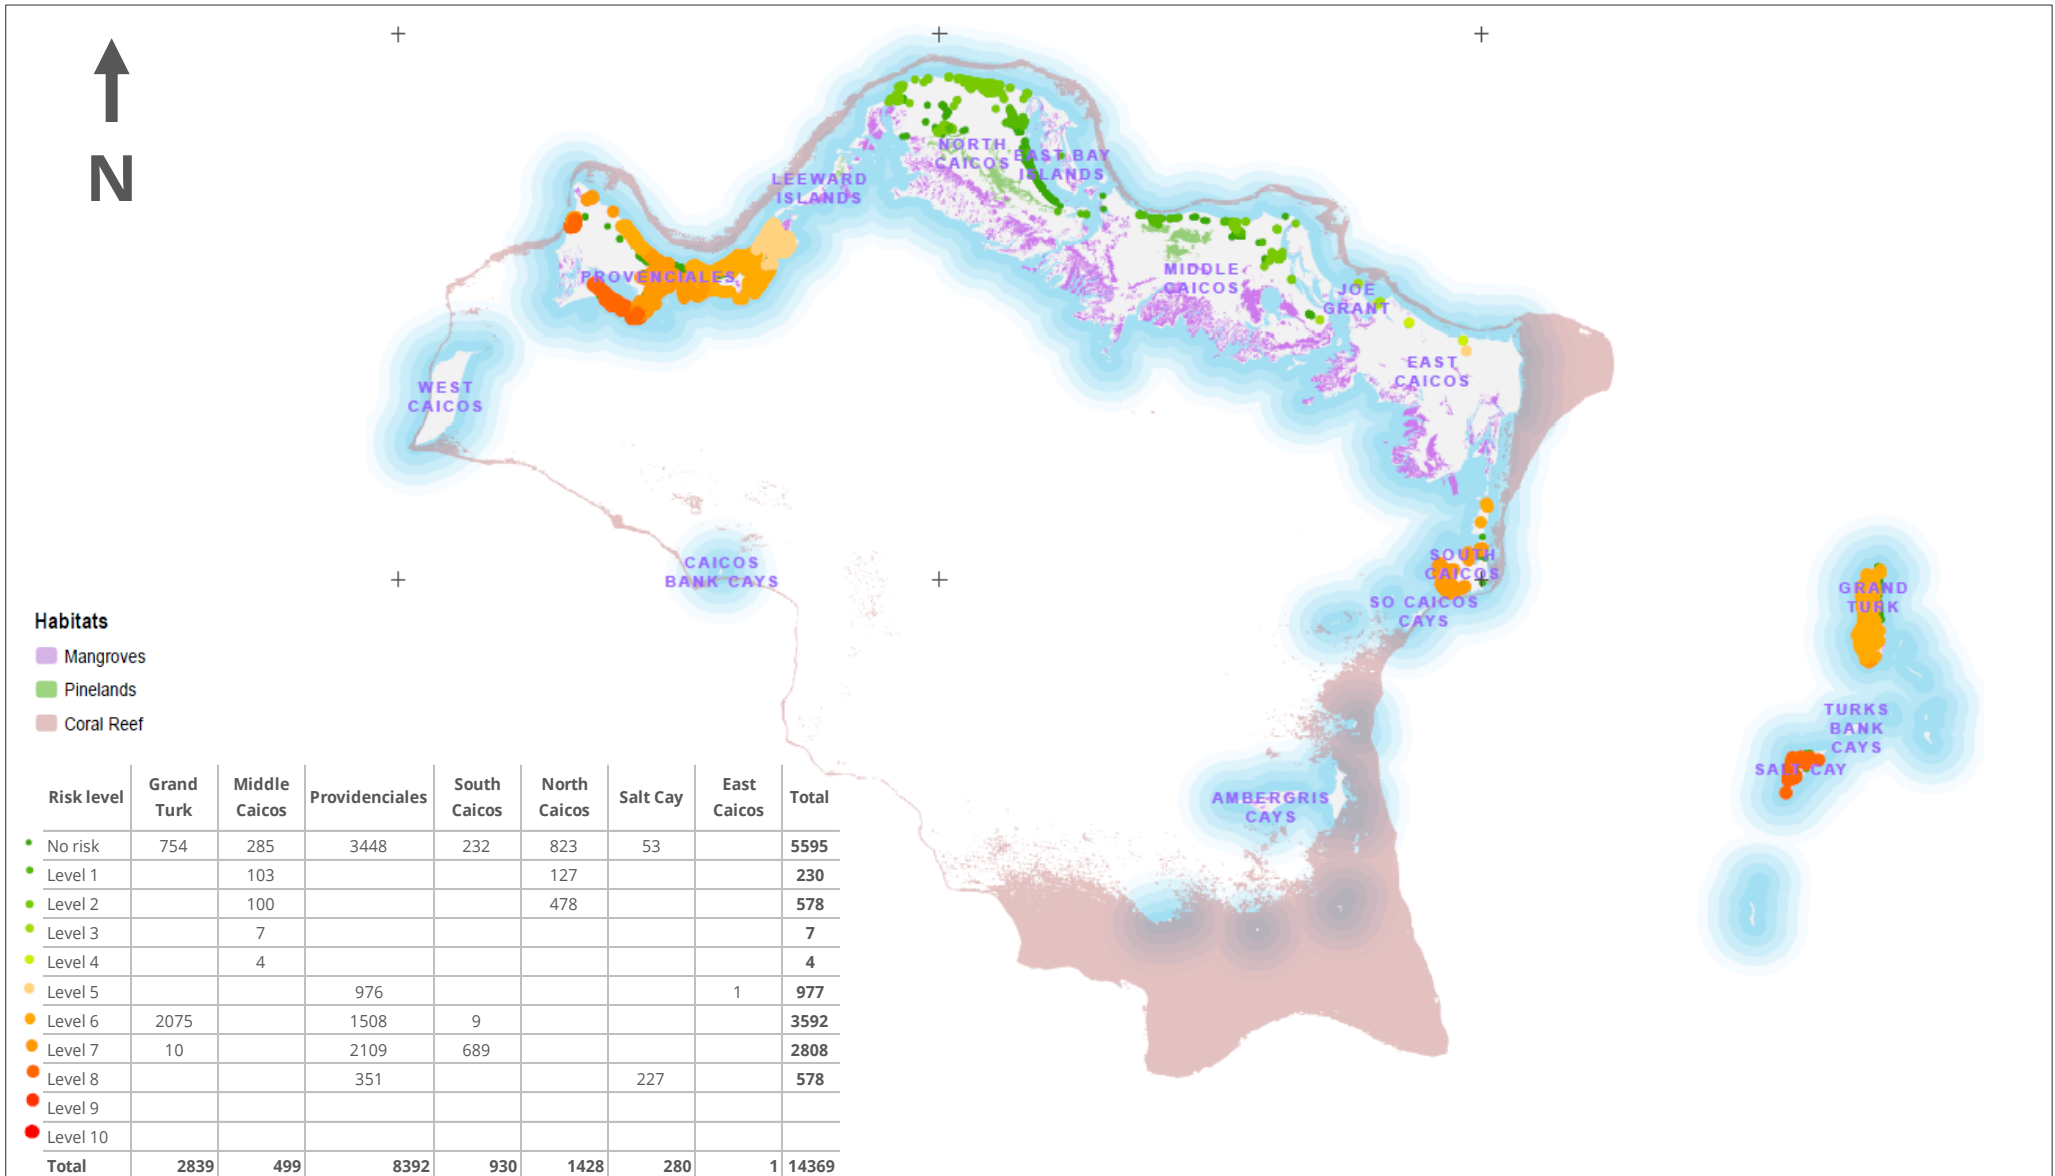 N
NORTH
CAICOS
EAST BAY
ISLANDS
LEEWARD
ISLANDS
PROVENCIALES
MIDDLE
CAICOS
JOE
GRANT
EAST
CAICOS
WEST
CAICOS
CAICOS
BANK CAYS
SOUTH
CAICOS
SO CAICOS
CAYS
GRAND
TURK
TURKS
BANK
CAYS
SALT CAY
AMBERGRIS
CAYS
Habitats
Mangroves
Pinelands
Coral Reef
Risk level Grand Turk Middle Caicos Providenciales South Caicos North Caicos Salt Cay East Caicos Total
No risk 754 285 3448 232 823 53 5595
Level 1 103 127 230
Level 2 100 478 578
Level 3 7 7
Level 4 4 4
Level 5 976 1 977
Level 6 2075 1508 9 3592
Level 7 10 2109 689 2808
Level 8 351 227 578
Level 9
Level 10
Total 2839 499 8392 930 1428 280 1 14369